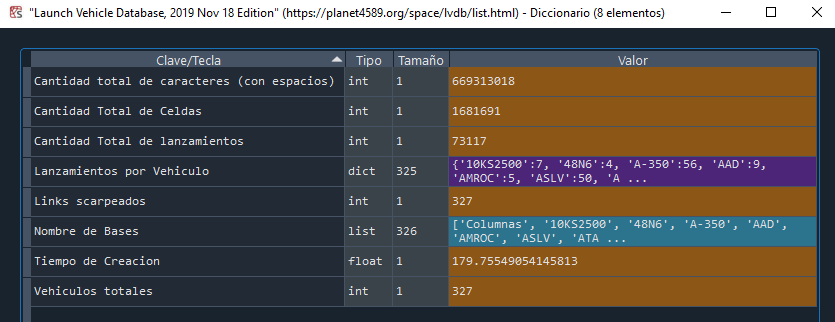 "Launch Vehicle Database, 2019 Nov 18 Edition" (https://planet4589.org/space/lvdb/list.html) - Diccionario (8 elementos)
Clave/Tecla Tipo Tamaño Valor
Cantidad total de caracteres (con espacios) int 1 669313018
Cantidad Total de Celdas int 1 1681691
Cantidad Total de lanzamientos int 1 73117
Lanzamientos por Vehiculo dict 325 {'10KS2500':7, '48N6':4, 'A-350':56, 'AAD':9,
'AMROC':5, 'ASLV':50, 'A ...
Links scarpeados int 1 327
Nombre de Bases list 326 ['Columnas', '10KS2500', '48N6', 'A-350', 'AAD',
'AMROC', 'ASLV', 'ATA ...
Tiempo de Creacion float 1 179.75549054145813
Vehiculos totales int 1 327